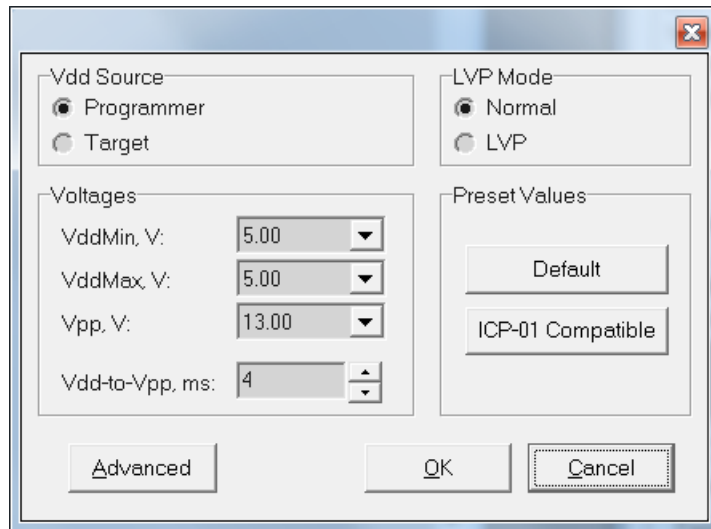 Vdd Source
Programmer
Target
LVP Mode
Normal
LVP
Voltages
VddMin, V: 5.00
VddMax, V: 5.00
Vpp, V: 13.00
Vdd-to-Vpp, ms: 4
Preset Values
Default
ICP-01 Compatible
Advanced
OK
Cancel